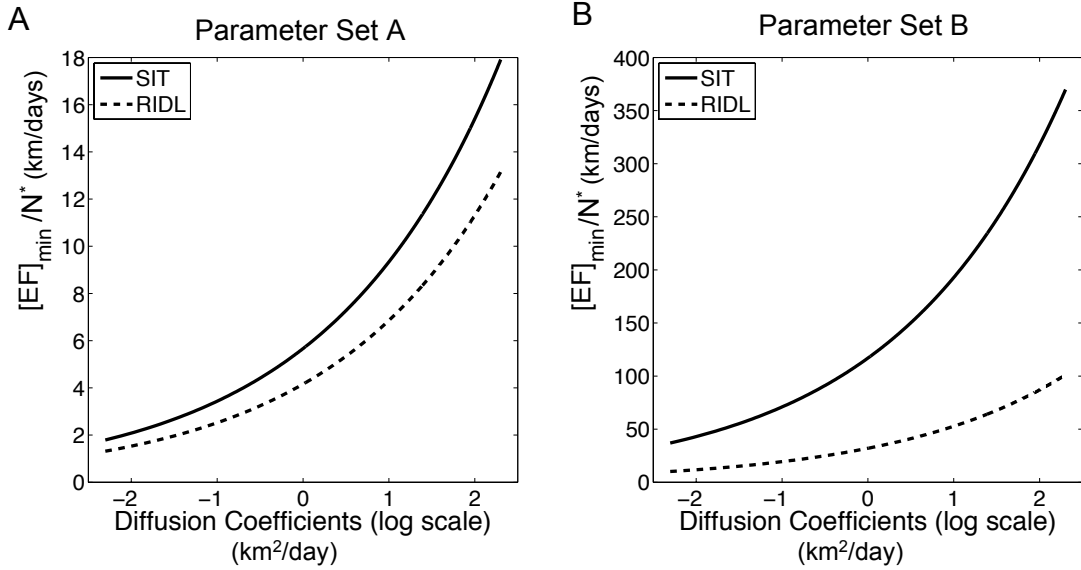 A
Parameter Set A
[EF]min/N* (km/days)
18
16
14
12
10
8
6
4
2
0
SIT
RIDL
−2
−1
0
1
2
Diffusion Coefficients (log scale)
(km²/day)
B
Parameter Set B
[EF]min/N* (km/days)
400
350
300
250
200
150
100
50
0
SIT
RIDL
−2
−1
0
1
2
Diffusion Coefficients (log scale)
(km²/day)